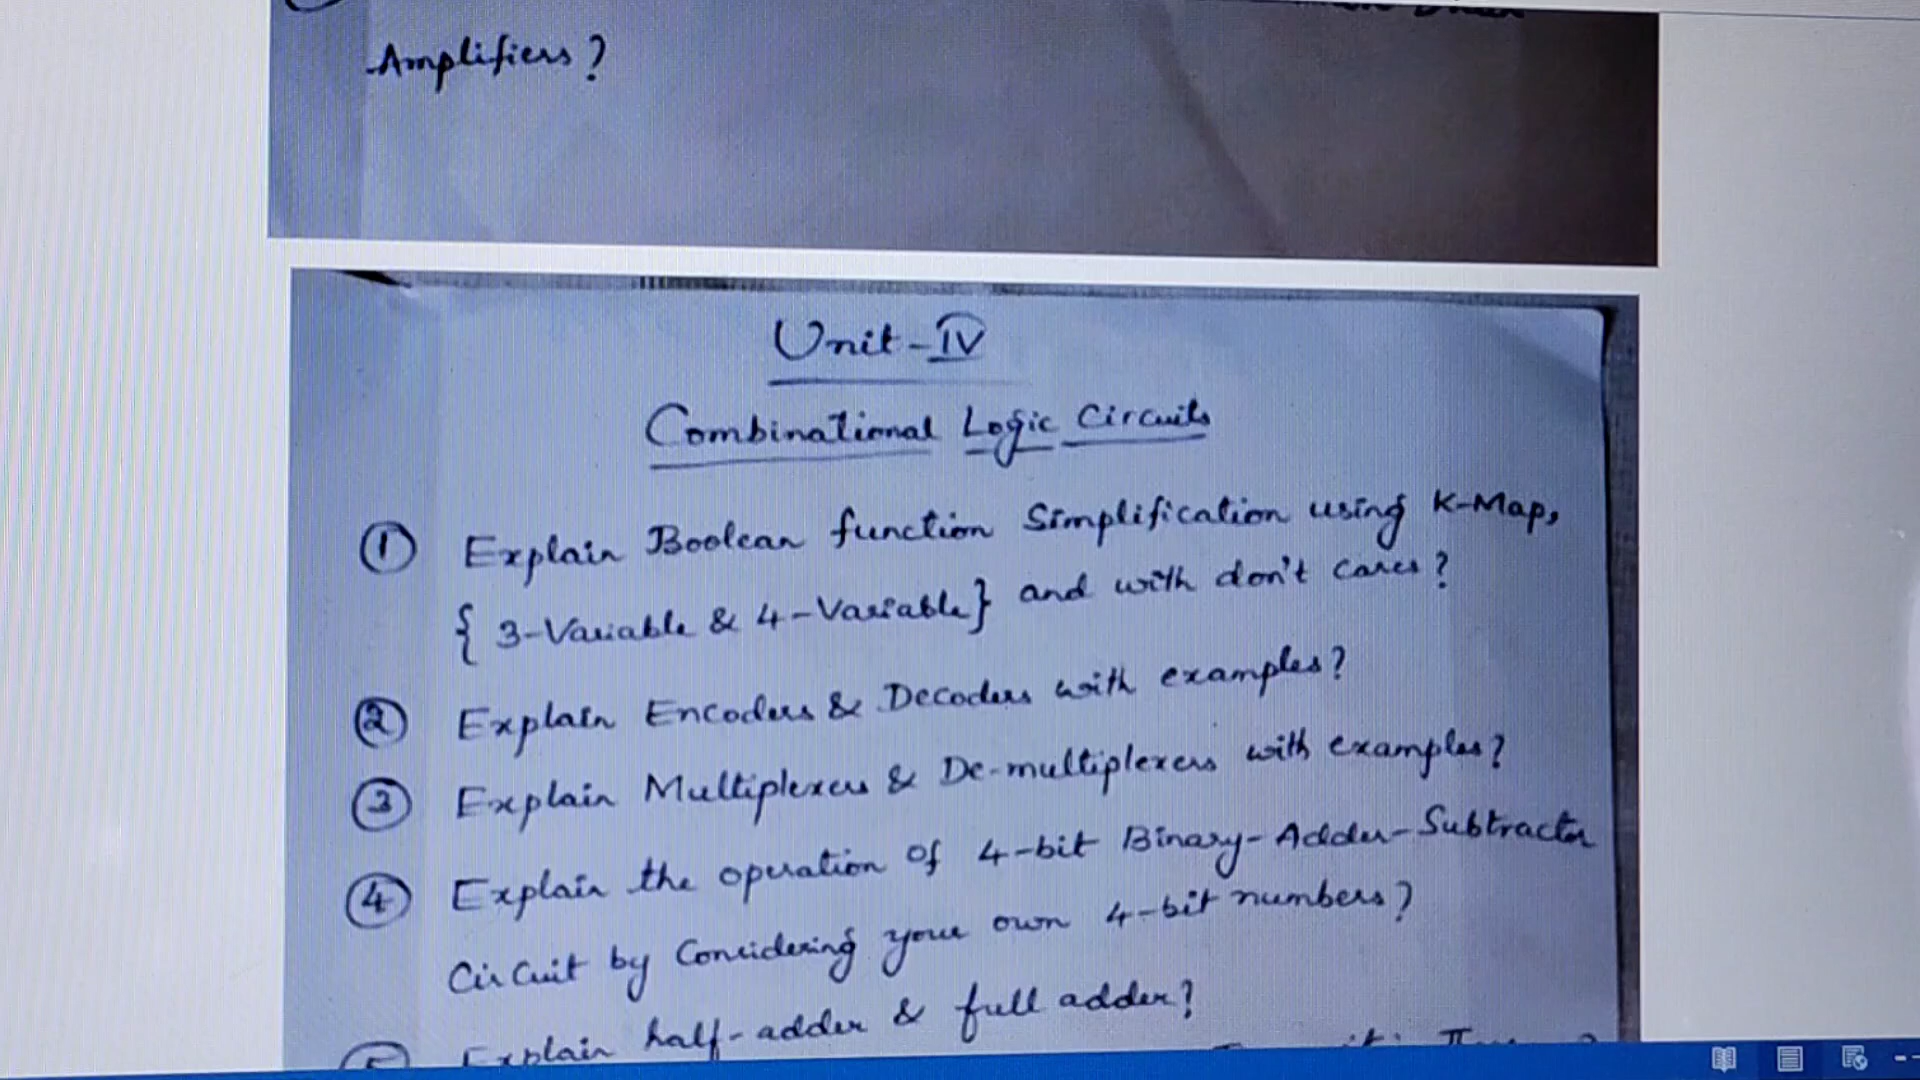 Amplifiers?
Unit-IV
Combinational Logic Circuits
① Explain Boolean function Simplification using K-Map,
{ 3-Variable & 4-Variable} and with don't cares?
② Explain Encoders & Decoders with examples?
③ Explain Multiplexers & De-multiplexers with examples?
④ Explain the operation of 4-bit Binary-Adder-Subtractor
Circuit by Considering your own 4-bit numbers?
⑤ Explain half-adder & full adder?